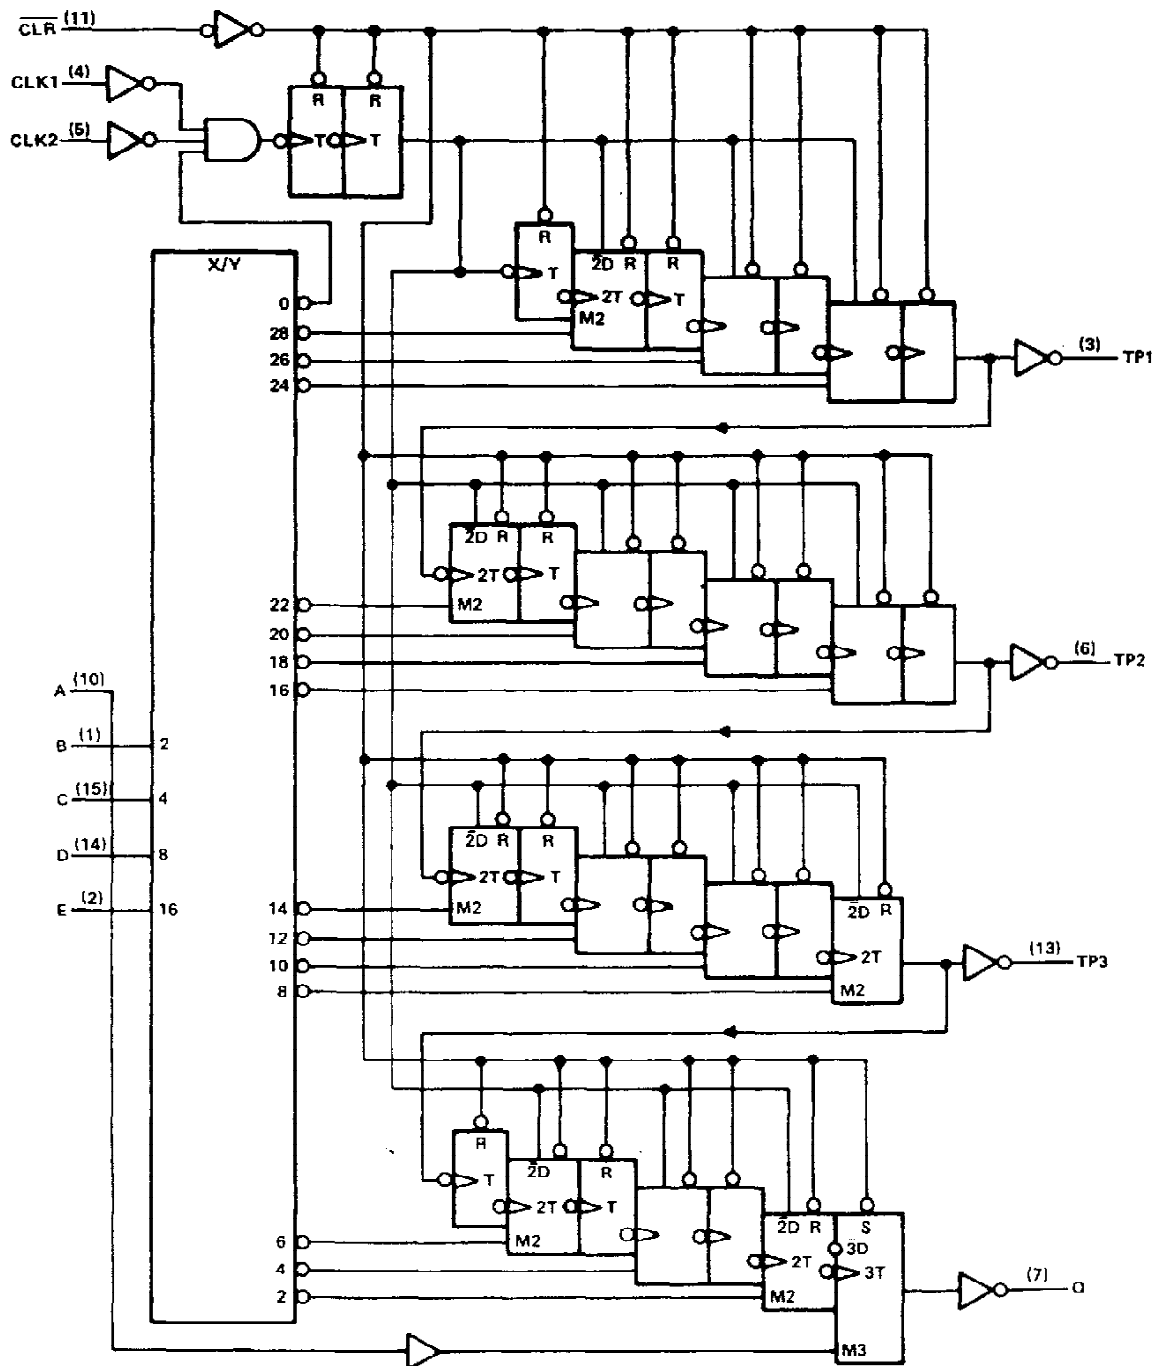 CLR (11)
CLK1 (4)
CLK2 (5)
R R
T T
X/Y
R
T
2D R R
2T T
M2
0
28
26
24
(3) TP1
2D R R
2T T
M2
22
20
18
16
(6) TP2
A (10)
B (1) 2
C (15) 4
D (14) 8
E (2) 16
2D R R
2T T
M2
14
12
10
8
2D R
2T
M2
(13) TP3
R
T
2D R
2T T
M2
6
4
2
2D R S
3D
2T 3T
M2
(7) Q
M3